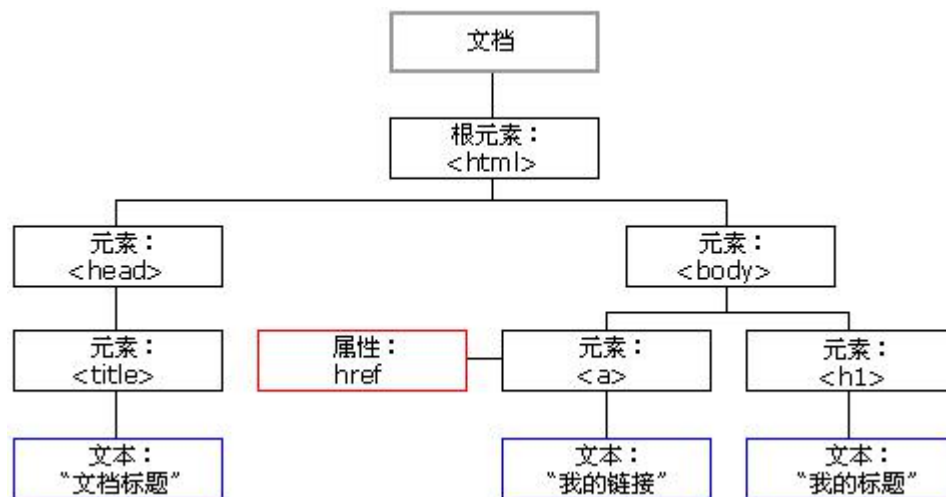 文档
根元素：
<html>
元素：
<head>
元素：
<body>
元素：
<title>
属性：
href
元素：
<a>
元素：
<h1>
文本：
"文档标题"
文本：
"我的链接"
文本：
"我的标题"